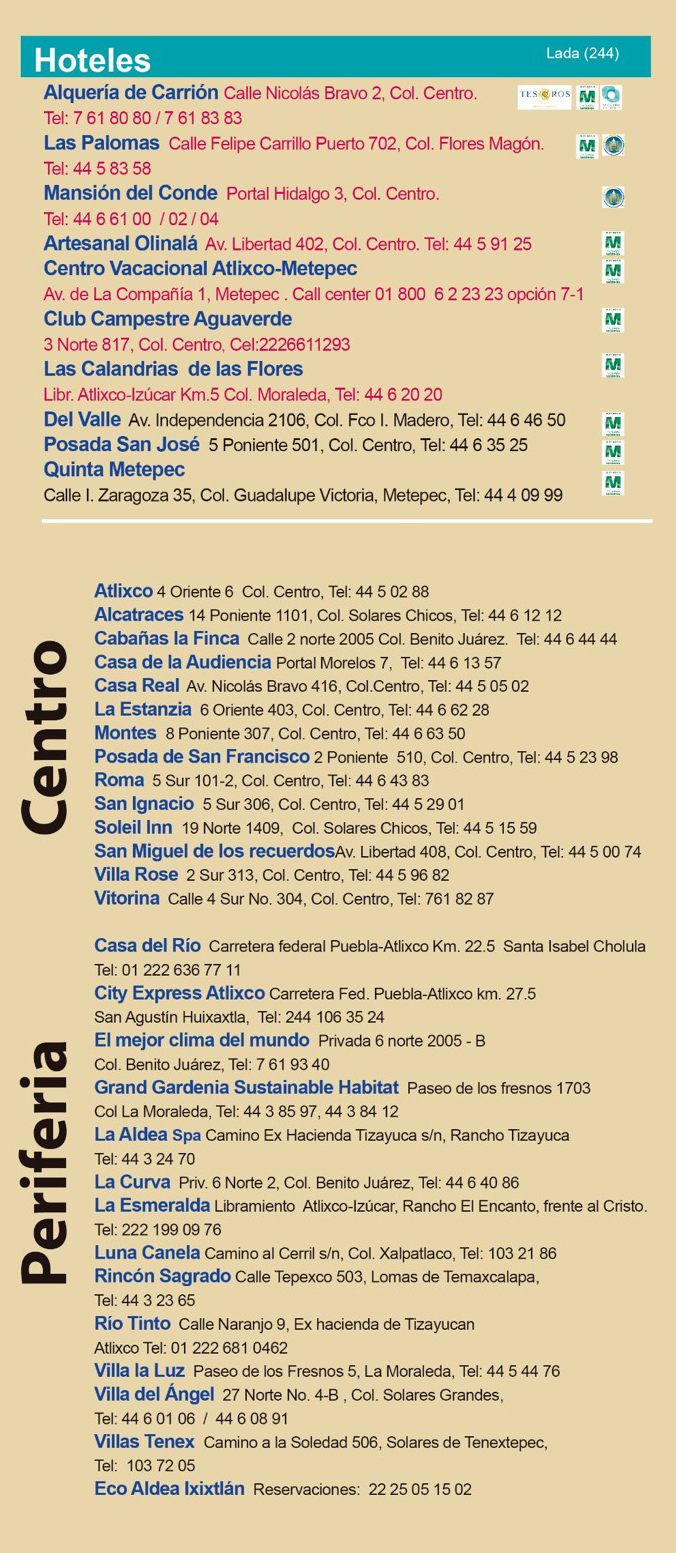 Hoteles
Lada (244)
Alquería de Carrión Calle Nicolás Bravo 2, Col. Centro.
TESOROS
Tel: 7 61 80 80 / 7 61 83 83
Las Palomas Calle Felipe Carrillo Puerto 702, Col. Flores Magón.
Tel: 44 5 83 58
Mansión del Conde Portal Hidalgo 3, Col. Centro.
Tel: 44 6 61 00 / 02 / 04
Artesanal Olinalá Av. Libertad 402, Col. Centro. Tel: 44 5 91 25
Centro Vacacional Atlixco-Metepec
Av. de La Compañía 1, Metepec . Call center 01 800 6 2 23 23 opción 7-1
Club Campestre Aguaverde
3 Norte 817, Col. Centro, Cel:2226611293
Las Calandrias de las Flores
Libr. Atlixco-Izúcar Km.5 Col. Moraleda, Tel: 44 6 20 20
Del Valle Av. Independencia 2106, Col. Fco I. Madero, Tel: 44 6 46 50
Posada San José 5 Poniente 501, Col. Centro, Tel: 44 6 35 25
Quinta Metepec
Calle I. Zaragoza 35, Col. Guadalupe Victoria, Metepec, Tel: 44 4 09 99
Centro
Atlixco 4 Oriente 6 Col. Centro, Tel: 44 5 02 88
Alcatraces 14 Poniente 1101, Col. Solares Chicos, Tel: 44 6 12 12
Cabañas la Finca Calle 2 norte 2005 Col. Benito Juárez. Tel: 44 6 44 44
Casa de la Audiencia Portal Morelos 7, Tel: 44 6 13 57
Casa Real Av. Nicolás Bravo 416, Col.Centro, Tel: 44 5 05 02
La Estanzia 6 Oriente 403, Col. Centro, Tel: 44 6 62 28
Montes 8 Poniente 307, Col. Centro, Tel: 44 6 63 50
Posada de San Francisco 2 Poniente 510, Col. Centro, Tel: 44 5 23 98
Roma 5 Sur 101-2, Col. Centro, Tel: 44 6 43 83
San Ignacio 5 Sur 306, Col. Centro, Tel: 44 5 29 01
Soleil Inn 19 Norte 1409, Col. Solares Chicos, Tel: 44 5 15 59
San Miguel de los recuerdosAv. Libertad 408, Col. Centro, Tel: 44 5 00 74
Villa Rose 2 Sur 313, Col. Centro, Tel: 44 5 96 82
Vitorina Calle 4 Sur No. 304, Col. Centro, Tel: 761 82 87
Periferia
Casa del Río Carretera federal Puebla-Atlixco Km. 22.5 Santa Isabel Cholula
Tel: 01 222 636 77 11
City Express Atlixco Carretera Fed. Puebla-Atlixco km. 27.5
San Agustín Huixaxtla, Tel: 244 106 35 24
El mejor clima del mundo Privada 6 norte 2005 - B
Col. Benito Juárez, Tel: 7 61 93 40
Grand Gardenia Sustainable Habitat Paseo de los fresnos 1703
Col La Moraleda, Tel: 44 3 85 97, 44 3 84 12
La Aldea Spa Camino Ex Hacienda Tizayuca s/n, Rancho Tizayuca
Tel: 44 3 24 70
La Curva Priv. 6 Norte 2, Col. Benito Juárez, Tel: 44 6 40 86
La Esmeralda Libramiento Atlixco-Izúcar, Rancho El Encanto, frente al Cristo.
Tel: 222 199 09 76
Luna Canela Camino al Cerril s/n, Col. Xalpatlaco, Tel: 103 21 86
Rincón Sagrado Calle Tepexco 503, Lomas de Temaxcalapa,
Tel: 44 3 23 65
Río Tinto Calle Naranjo 9, Ex hacienda de Tizayucan
Atlixco Tel: 01 222 681 0462
Villa la Luz Paseo de los Fresnos 5, La Moraleda, Tel: 44 5 44 76
Villa del Ángel 27 Norte No. 4-B , Col. Solares Grandes,
Tel: 44 6 01 06 / 44 6 08 91
Villas Tenex Camino a la Soledad 506, Solares de Tenextepec,
Tel: 103 72 05
Eco Aldea Ixixtlán Reservaciones: 22 25 05 15 02